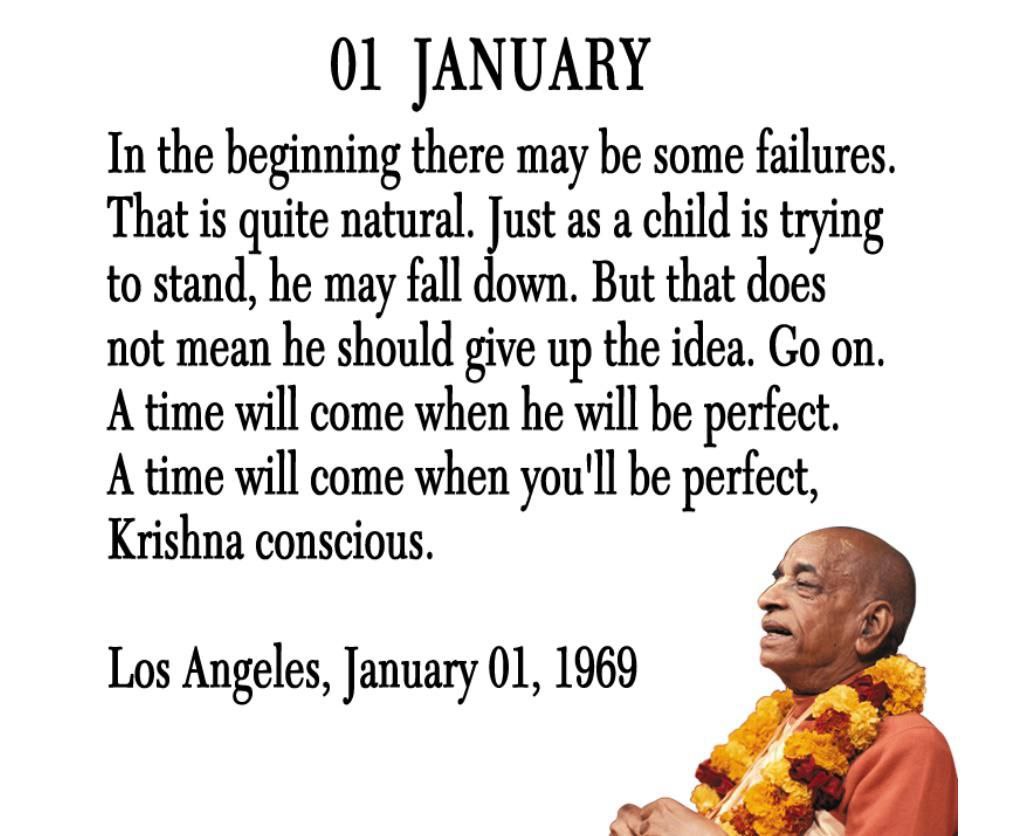 01 JANUARY
In the beginning there may be some failures.
That is quite natural. Just as a child is trying
to stand, he may fall down. But that does
not mean he should give up the idea. Go on.
A time will come when he will be perfect.
A time will come when you'll be perfect,
Krishna conscious.
Los Angeles, January 01, 1969